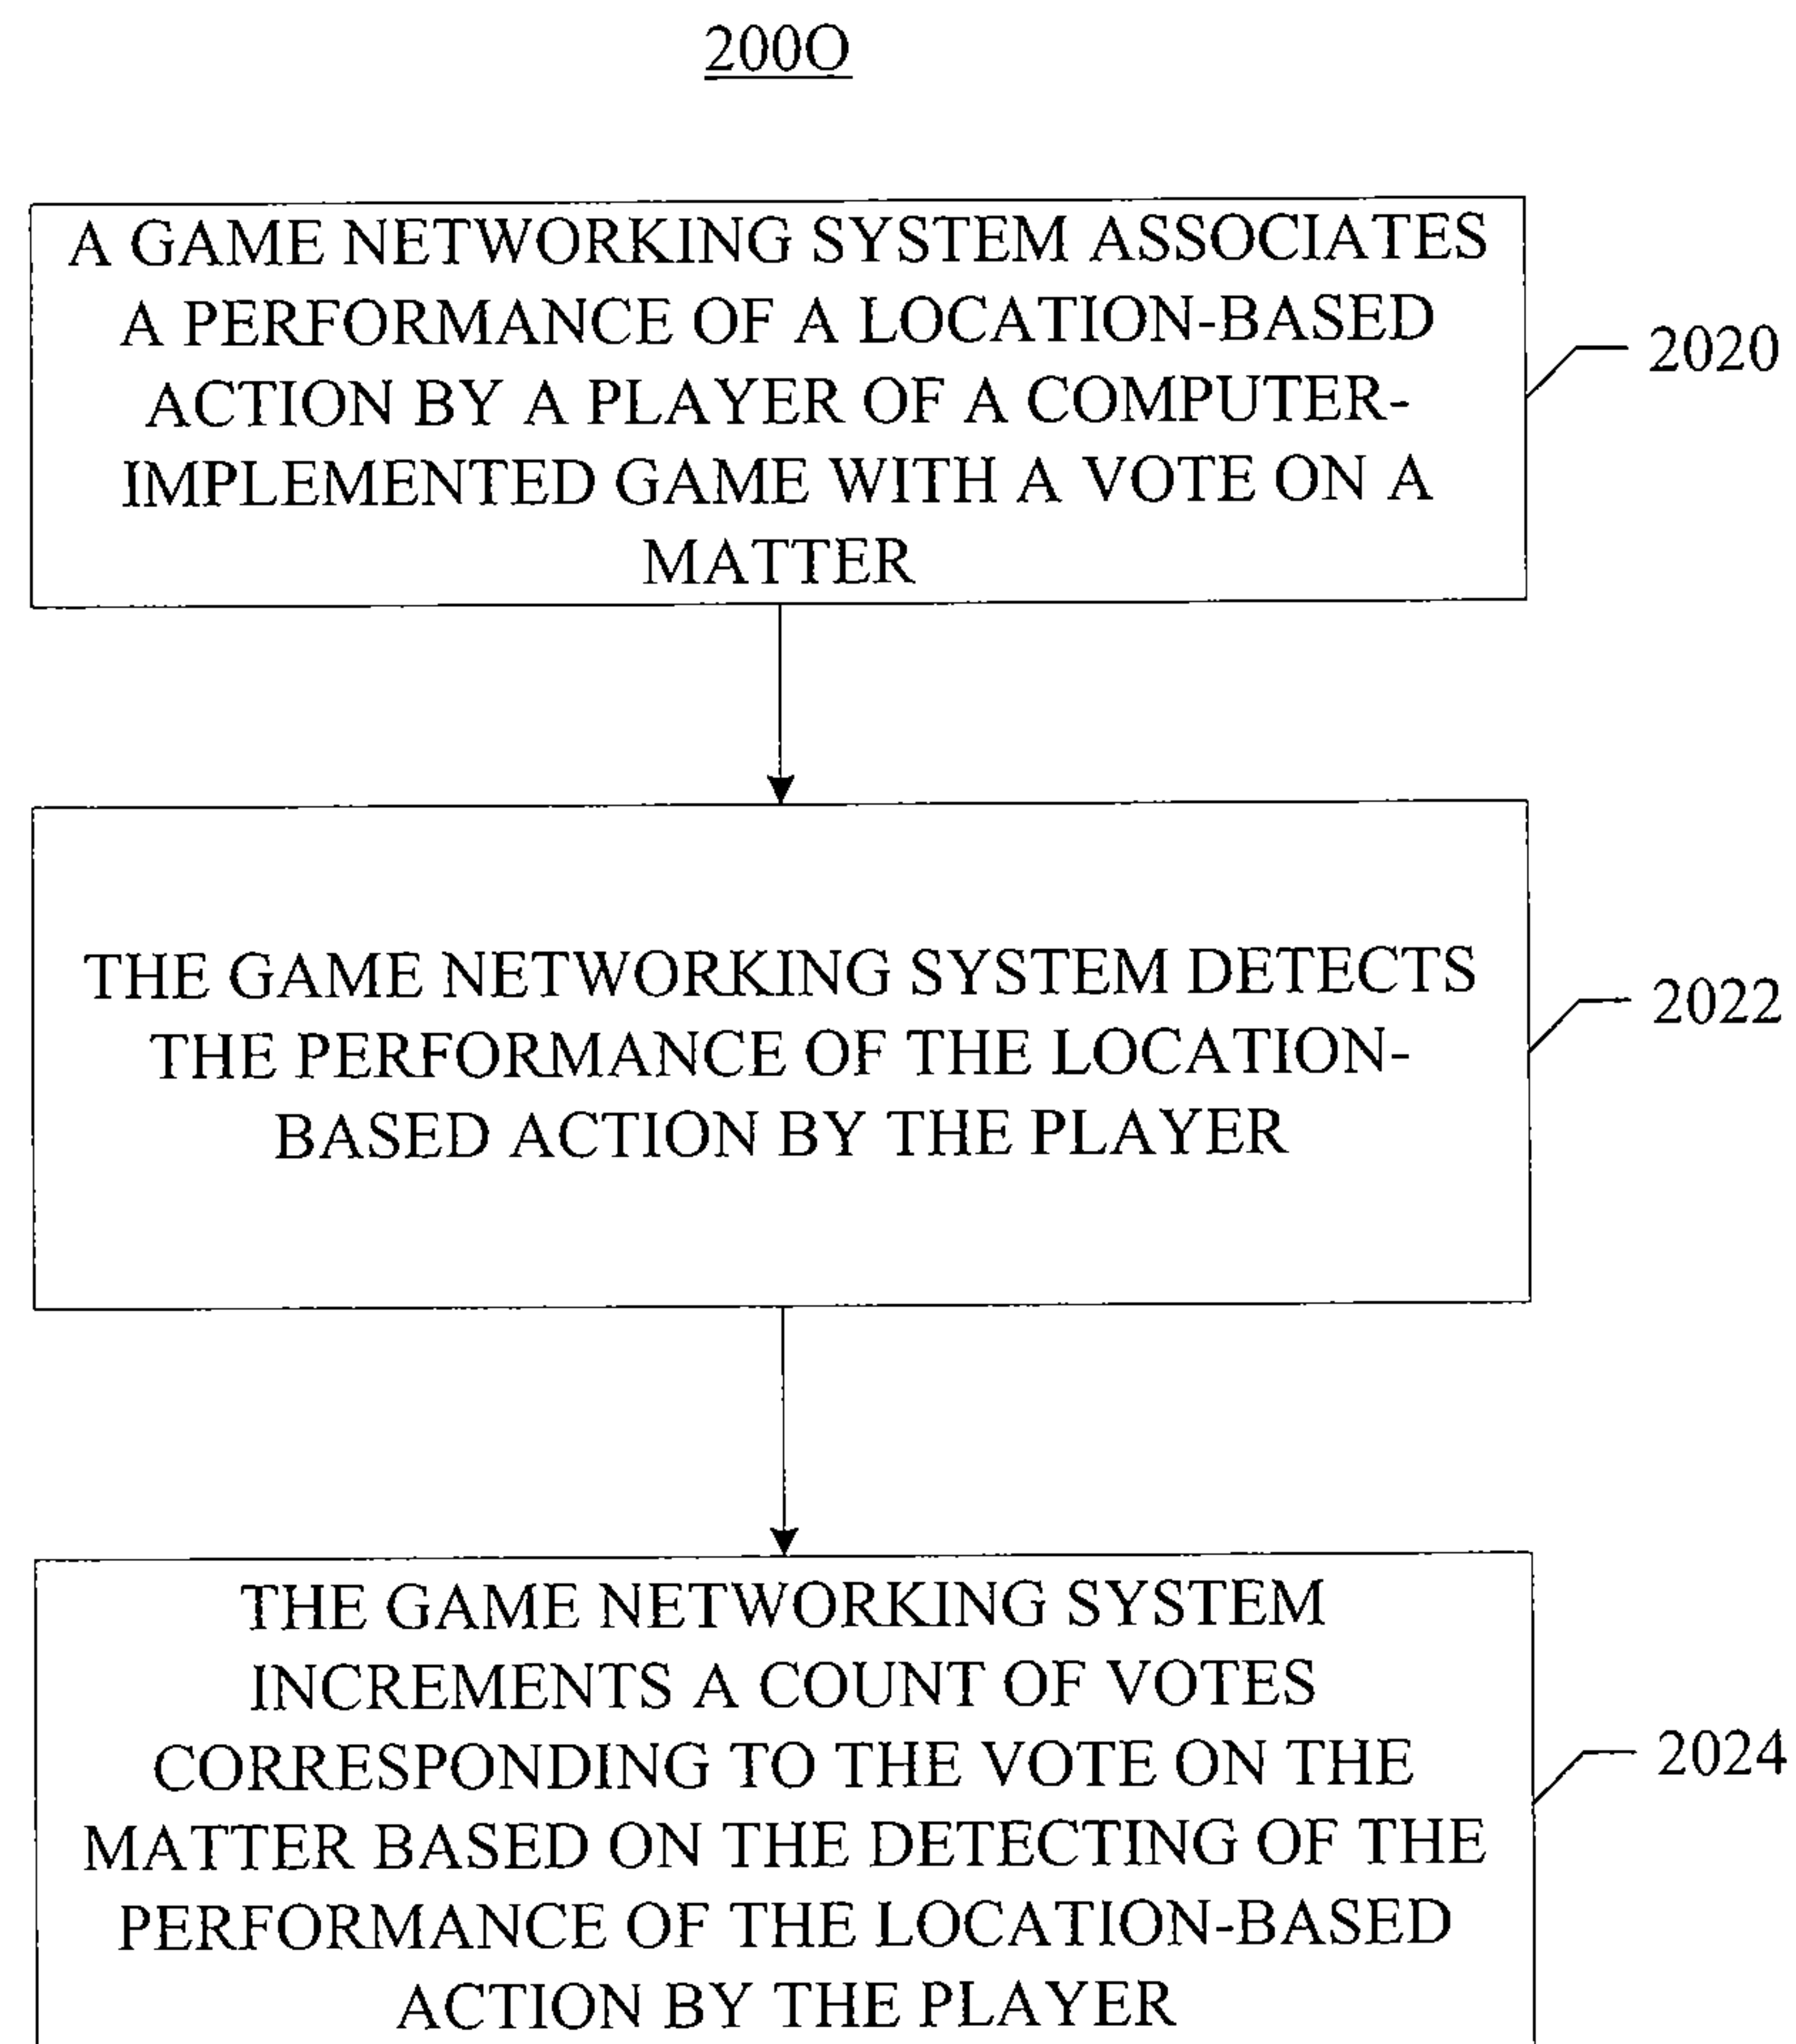 200O
A GAME NETWORKING SYSTEM ASSOCIATES
A PERFORMANCE OF A LOCATION-BASED
ACTION BY A PLAYER OF A COMPUTER-
IMPLEMENTED GAME WITH A VOTE ON A
MATTER
2020
THE GAME NETWORKING SYSTEM DETECTS
THE PERFORMANCE OF THE LOCATION-
BASED ACTION BY THE PLAYER
2022
THE GAME NETWORKING SYSTEM
INCREMENTS A COUNT OF VOTES
CORRESPONDING TO THE VOTE ON THE
MATTER BASED ON THE DETECTING OF THE
PERFORMANCE OF THE LOCATION-BASED
ACTION BY THE PLAYER
2024